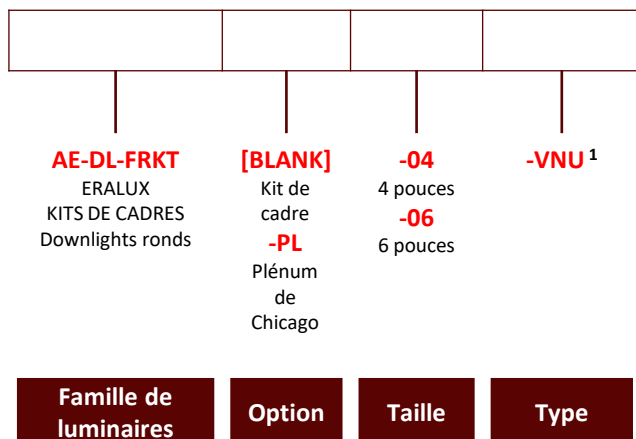 AE-DL-FRKT
ERALUX
KITS DE CADRES
Downlights ronds
[BLANK]
Kit de
cadre
-PL
Plénum
de
Chicago
-04
4 pouces
-06
6 pouces
-VNU 1
Famille de
luminaires
Option
Taille
Type